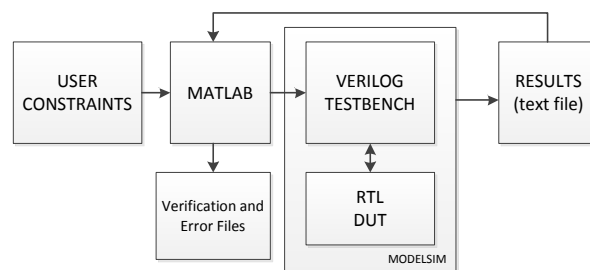 USER
CONSTRAINTS
MATLAB
VERILOG
TESTBENCH
RESULTS
(text file)
Verification and
Error Files
RTL
DUT
MODELSIM